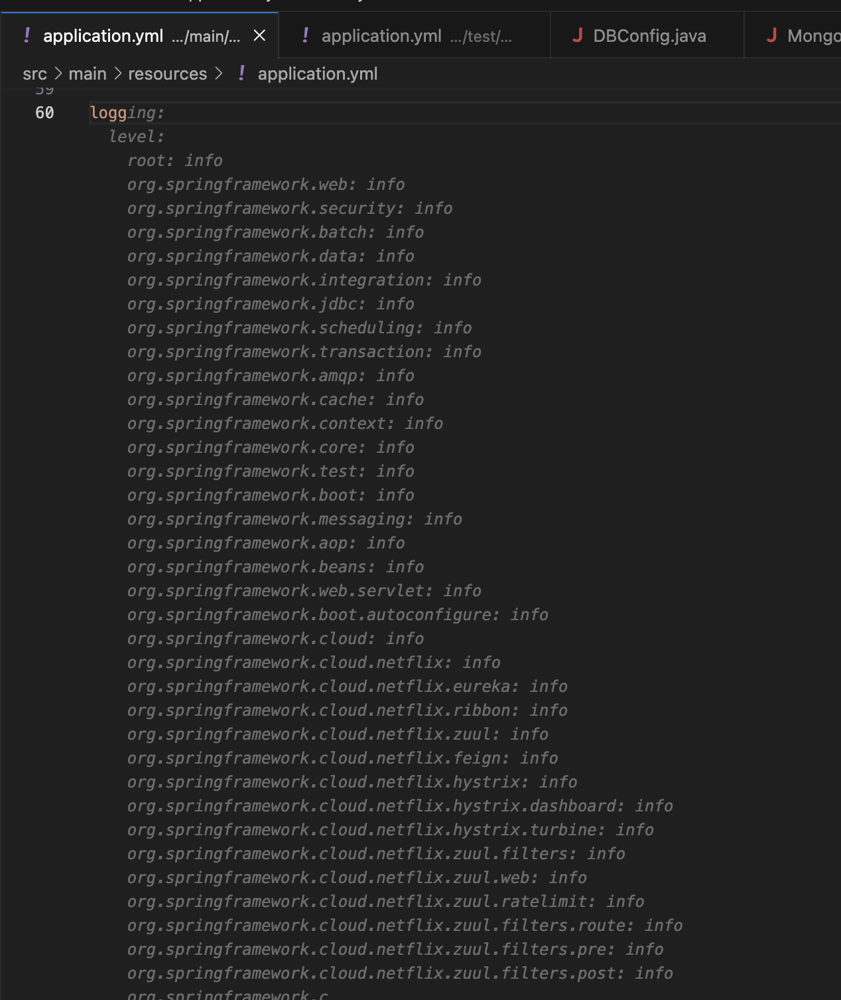 ! application.yml .../main/... ×
! application.yml .../test/...
J DBConfig.java
J Mongo
src > main > resources > ! application.yml
59
60 logging:
level:
root: info
org.springframework.web: info
org.springframework.security: info
org.springframework.batch: info
org.springframework.data: info
org.springframework.integration: info
org.springframework.jdbc: info
org.springframework.scheduling: info
org.springframework.transaction: info
org.springframework.amqp: info
org.springframework.cache: info
org.springframework.context: info
org.springframework.core: info
org.springframework.test: info
org.springframework.boot: info
org.springframework.messaging: info
org.springframework.aop: info
org.springframework.beans: info
org.springframework.web.servlet: info
org.springframework.boot.autoconfigure: info
org.springframework.cloud: info
org.springframework.cloud.netflix: info
org.springframework.cloud.netflix.eureka: info
org.springframework.cloud.netflix.ribbon: info
org.springframework.cloud.netflix.zuul: info
org.springframework.cloud.netflix.feign: info
org.springframework.cloud.netflix.hystrix: info
org.springframework.cloud.netflix.hystrix.dashboard: info
org.springframework.cloud.netflix.hystrix.turbine: info
org.springframework.cloud.netflix.zuul.filters: info
org.springframework.cloud.netflix.zuul.web: info
org.springframework.cloud.netflix.zuul.ratelimit: info
org.springframework.cloud.netflix.zuul.filters.route: info
org.springframework.cloud.netflix.zuul.filters.pre: info
org.springframework.cloud.netflix.zuul.filters.post: info
org.springframework.c